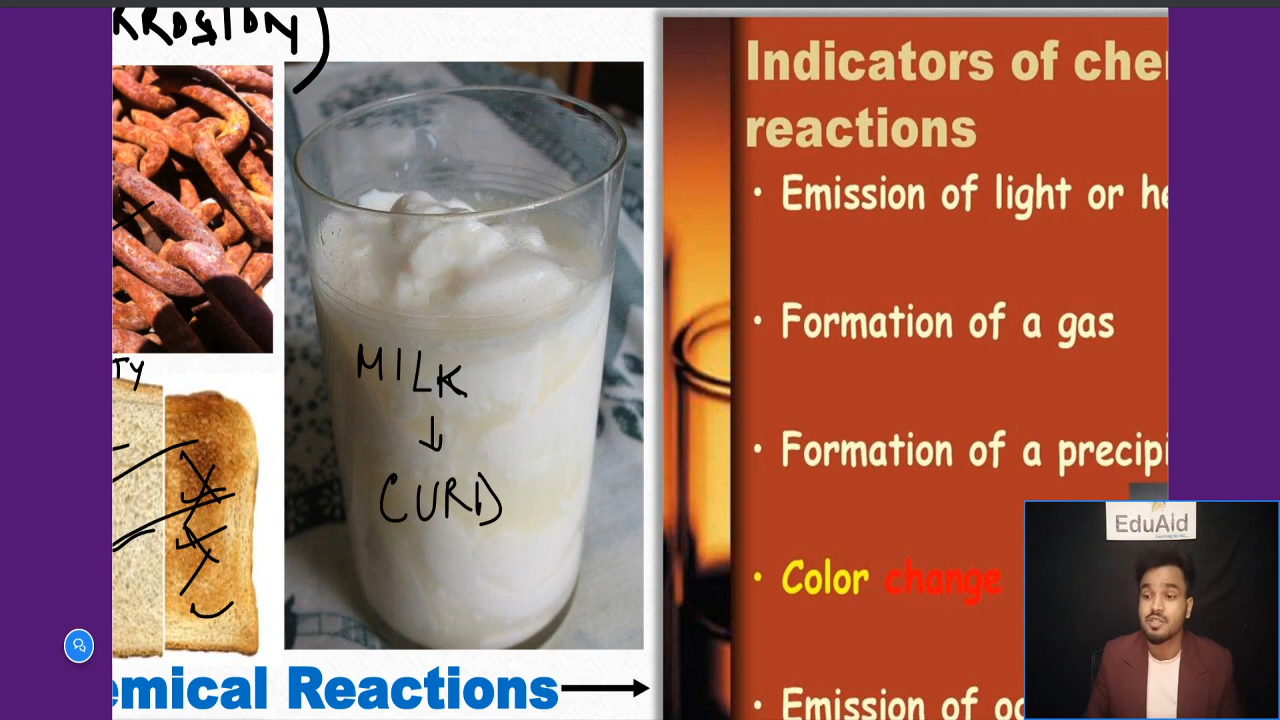 RROSION)
TY
MILK
↓
CURD
emical Reactions
Indicators of che
reactions
• Emission of light or he
• Formation of a gas
• Formation of a precipi
• Color change
• Emission of o
EduAid